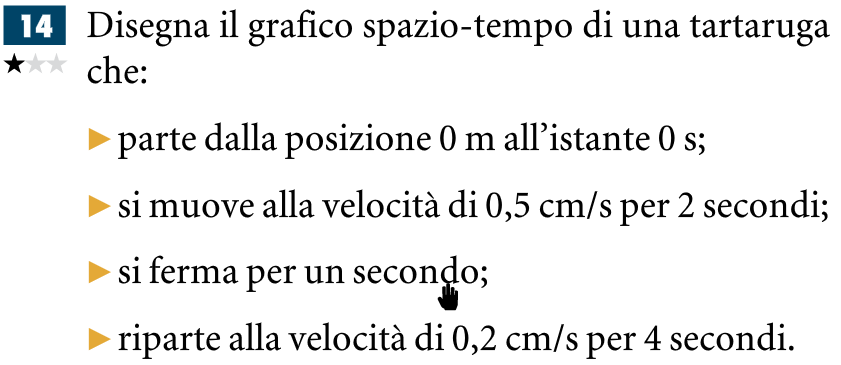 14 Disegna il grafico spazio-tempo di una tartaruga
che:
▶ parte dalla posizione 0 m all’istante 0 s;
▶ si muove alla velocità di 0,5 cm/s per 2 secondi;
▶ si ferma per un secondo;
▶ riparte alla velocità di 0,2 cm/s per 4 secondi.